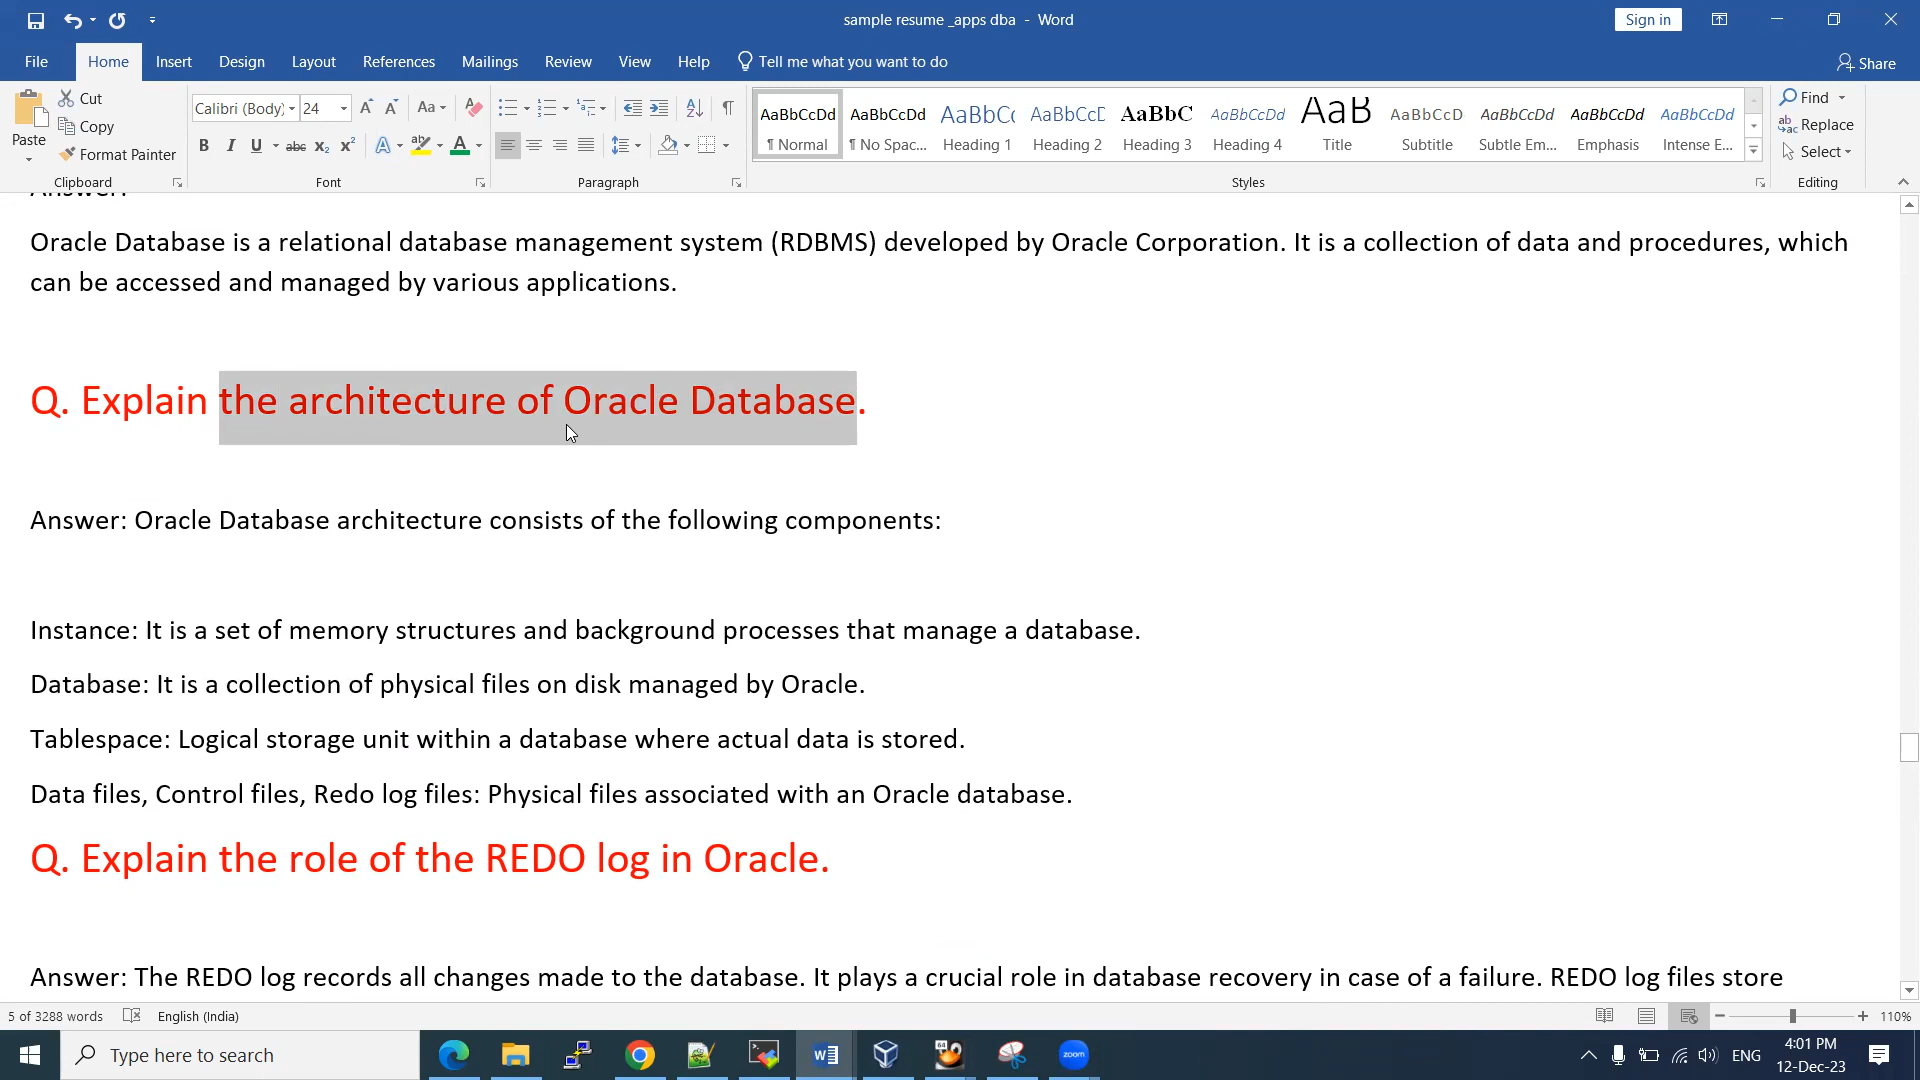 sample resume _apps dba - Word
Sign in
File Home Insert Design Layout References Mailings Review View Help Tell me what you want to do Share
Paste
Cut
Copy
Format Painter
Calibri (Body) 24
AaBbCcDd
¶ Normal
AaBbCcDd
¶ No Spac...
AaBbCc
Heading 1
AaBbCcD
Heading 2
AaBbC
Heading 3
AaBbCcDd
Heading 4
AaB
Title
AaBbCcD
Subtitle
AaBbCcDd
Subtle Em...
AaBbCcDd
Emphasis
AaBbCcDd
Intense E...
Find
Replace
Select
Clipboard Font Paragraph Styles Editing
Answer:
Oracle Database is a relational database management system (RDBMS) developed by Oracle Corporation. It is a collection of data and procedures, which
can be accessed and managed by various applications.
Q. Explain the architecture of Oracle Database.
Answer: Oracle Database architecture consists of the following components:
Instance: It is a set of memory structures and background processes that manage a database.
Database: It is a collection of physical files on disk managed by Oracle.
Tablespace: Logical storage unit within a database where actual data is stored.
Data files, Control files, Redo log files: Physical files associated with an Oracle database.
Q. Explain the role of the REDO log in Oracle.
Answer: The REDO log records all changes made to the database. It plays a crucial role in database recovery in case of a failure. REDO log files store
5 of 3288 words English (India) 110%
Type here to search
zoom
ENG
4:01 PM
12-Dec-23